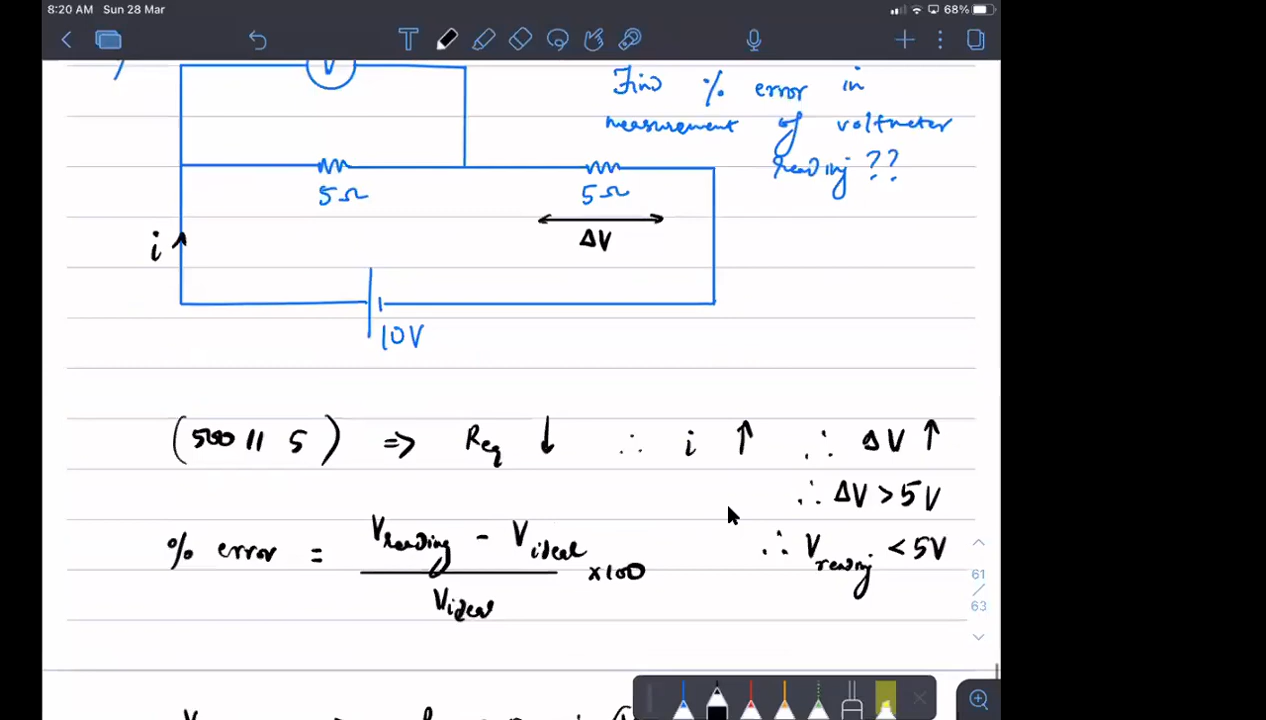 8:20 AM Sun 28 Mar
68%
T
V
Find % error in
measurement of voltmeter
reading ??
5Ω
5Ω
ΔV
i
10V
(500 || 5) => Req ↓ ∴ i ↑ ∴ ΔV ↑
∴ ΔV > 5V
% error = Vreading - Videal
Videal
×100
∴ Vreading < 5V
61
/
63